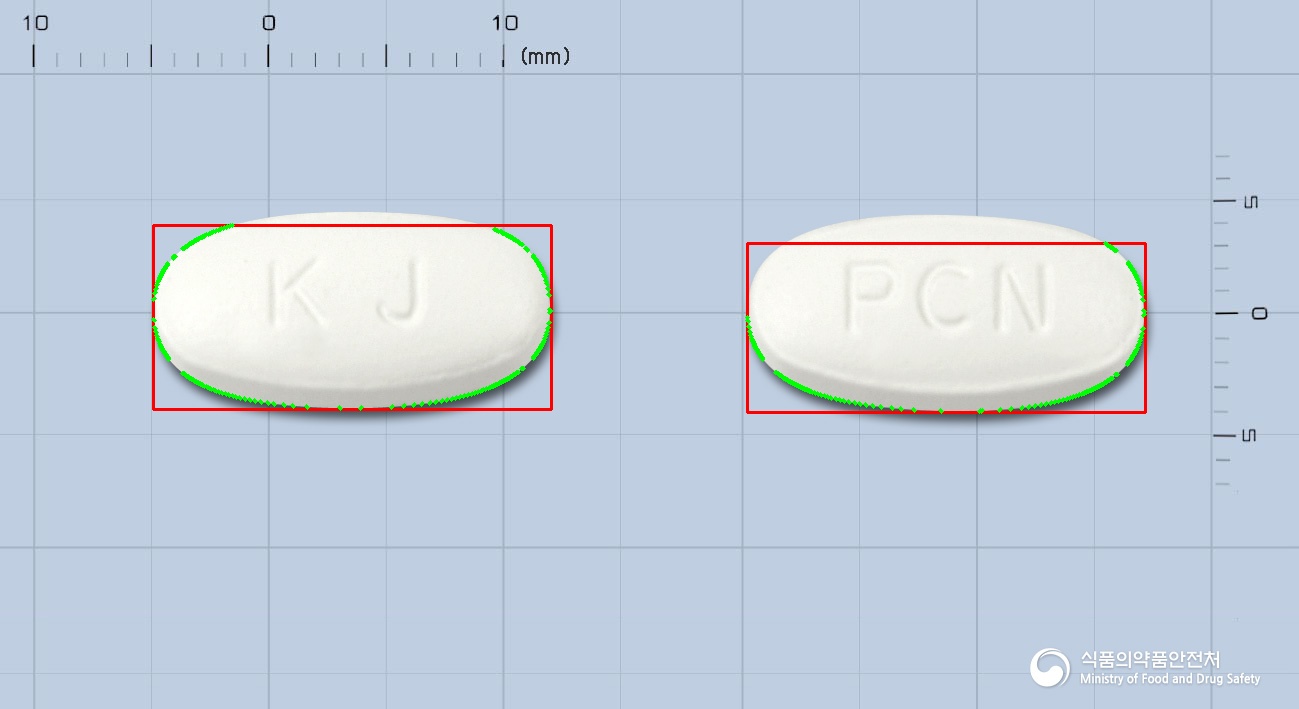 10 0 10
(mm)
K J
PCN
5
0
5
식품의약품안전처
Ministry of Food and Drug Safety